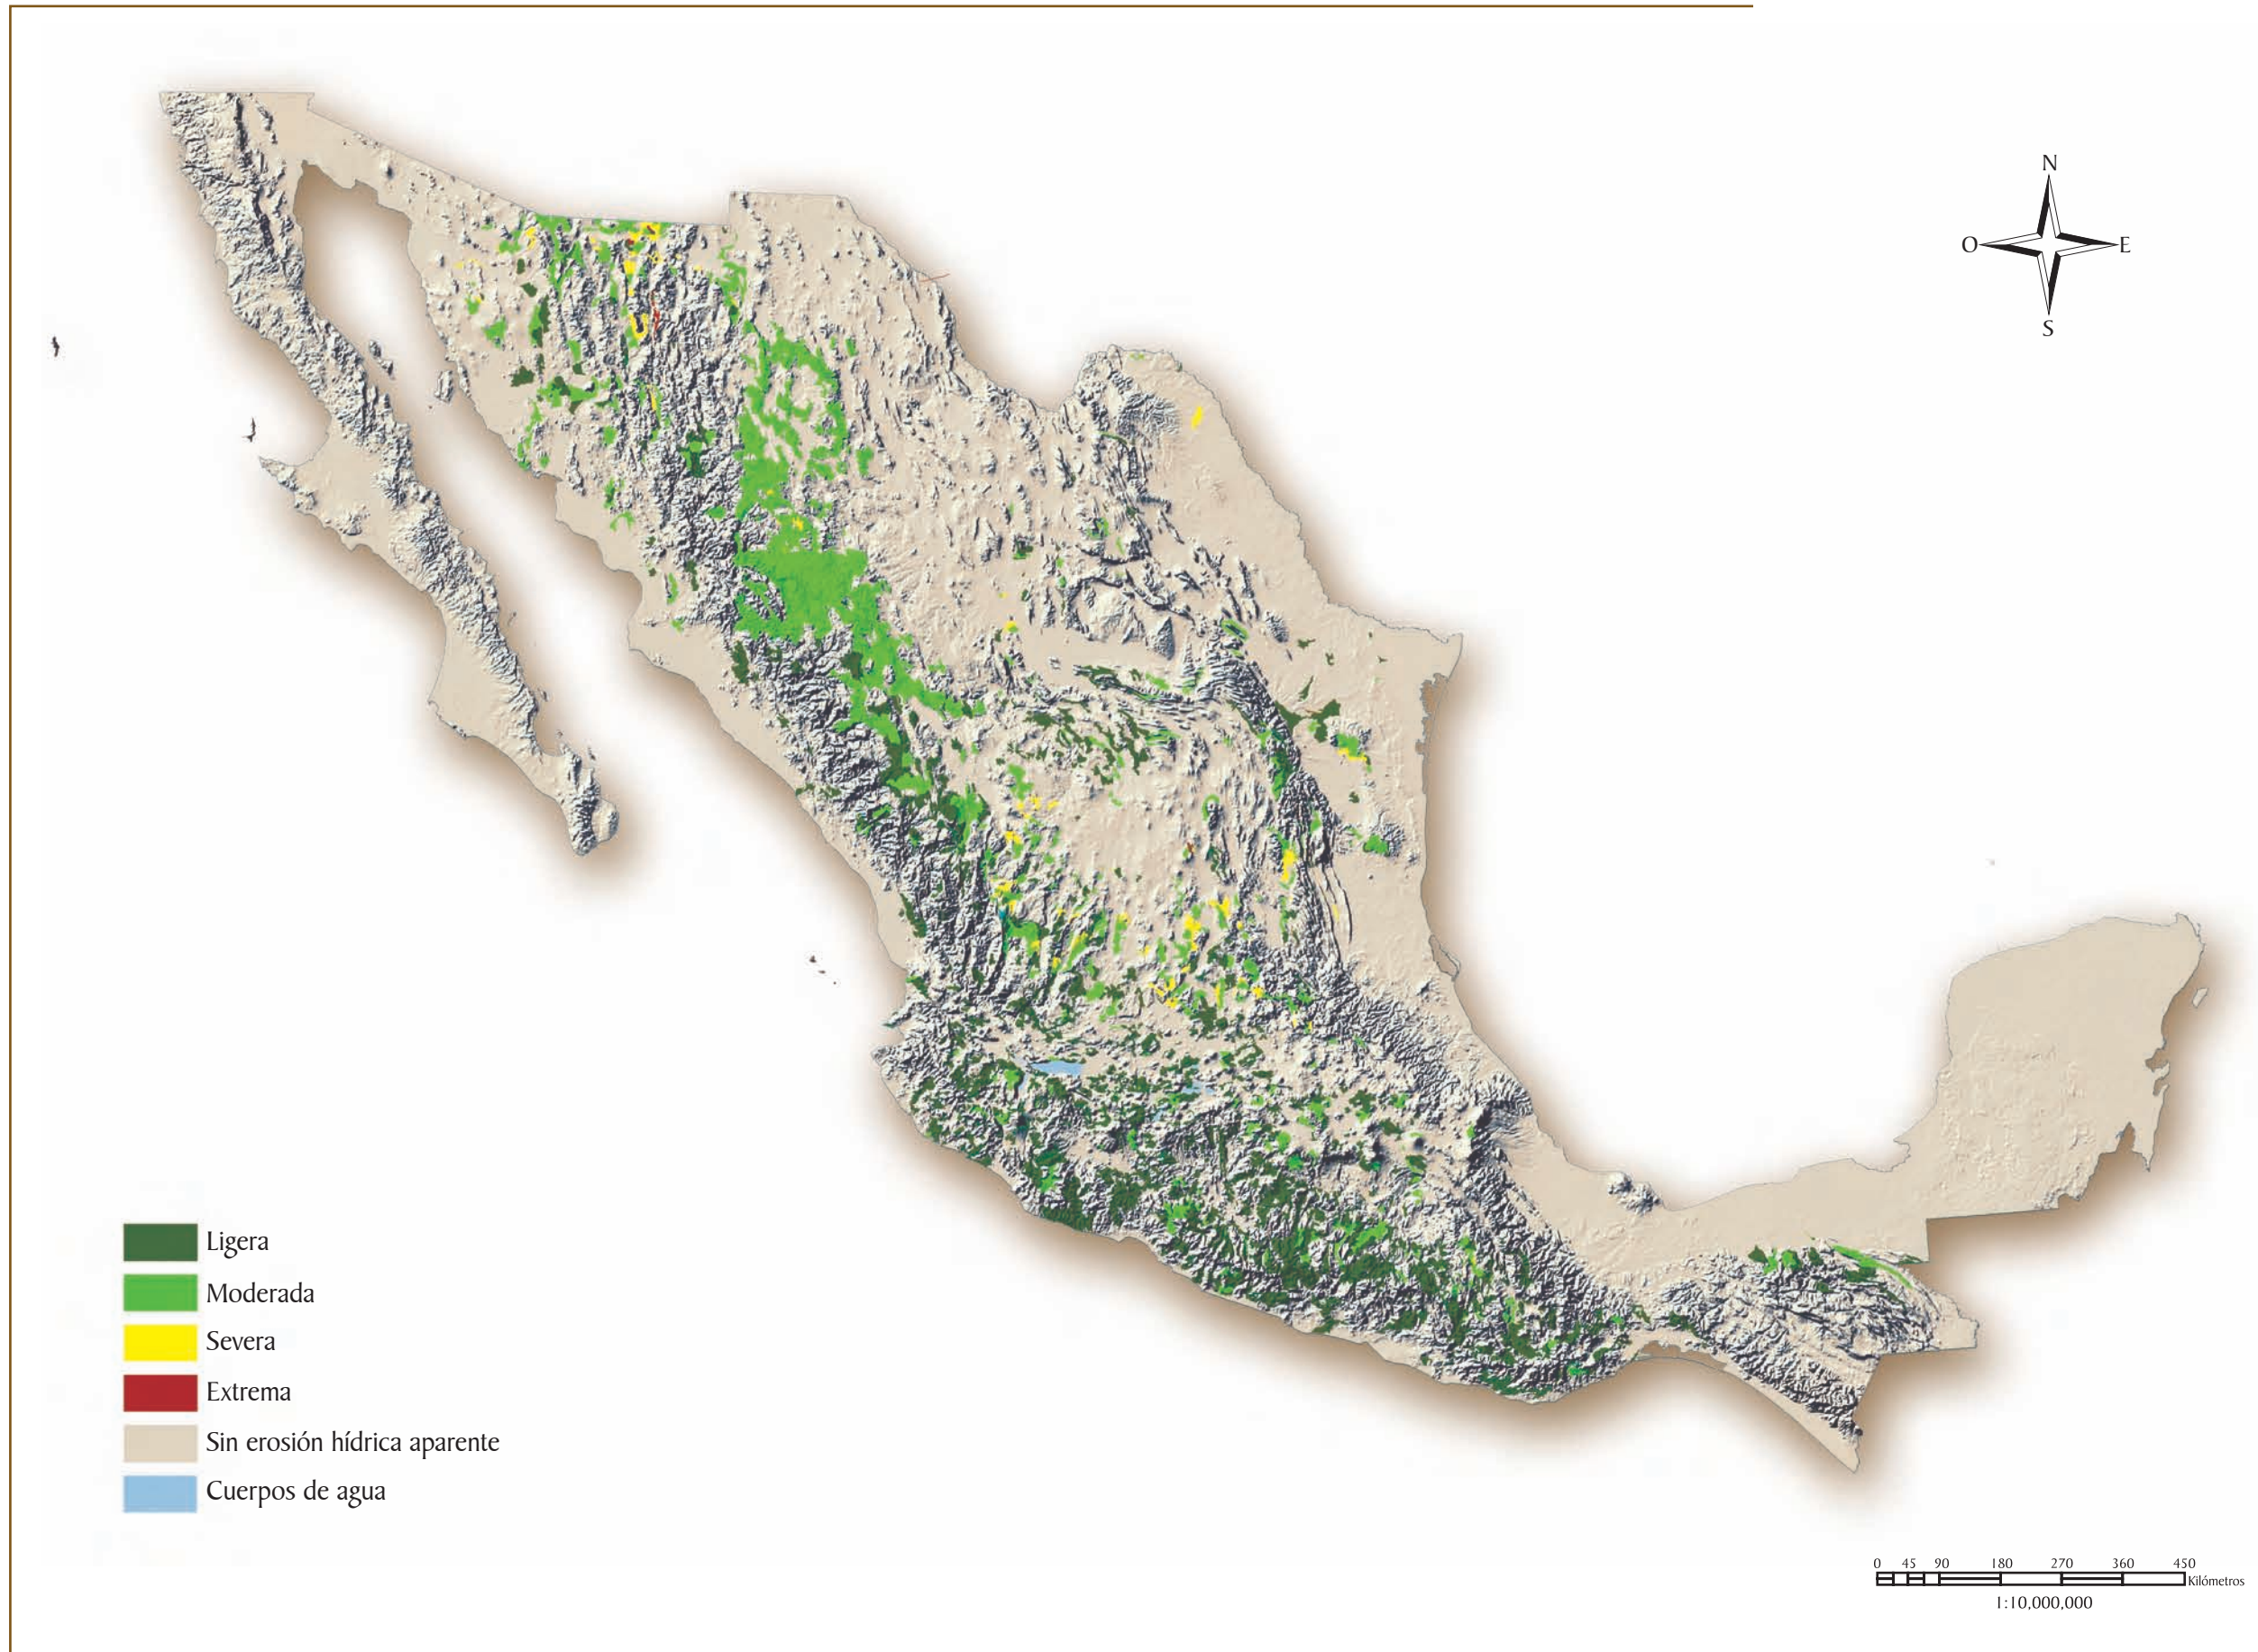 N
O
E
S
Ligera
Moderada
Severa
Extrema
Sin erosión hídrica aparente
Cuerpos de agua
0 45 90 180 270 360 450
Kilómetros
1:10,000,000